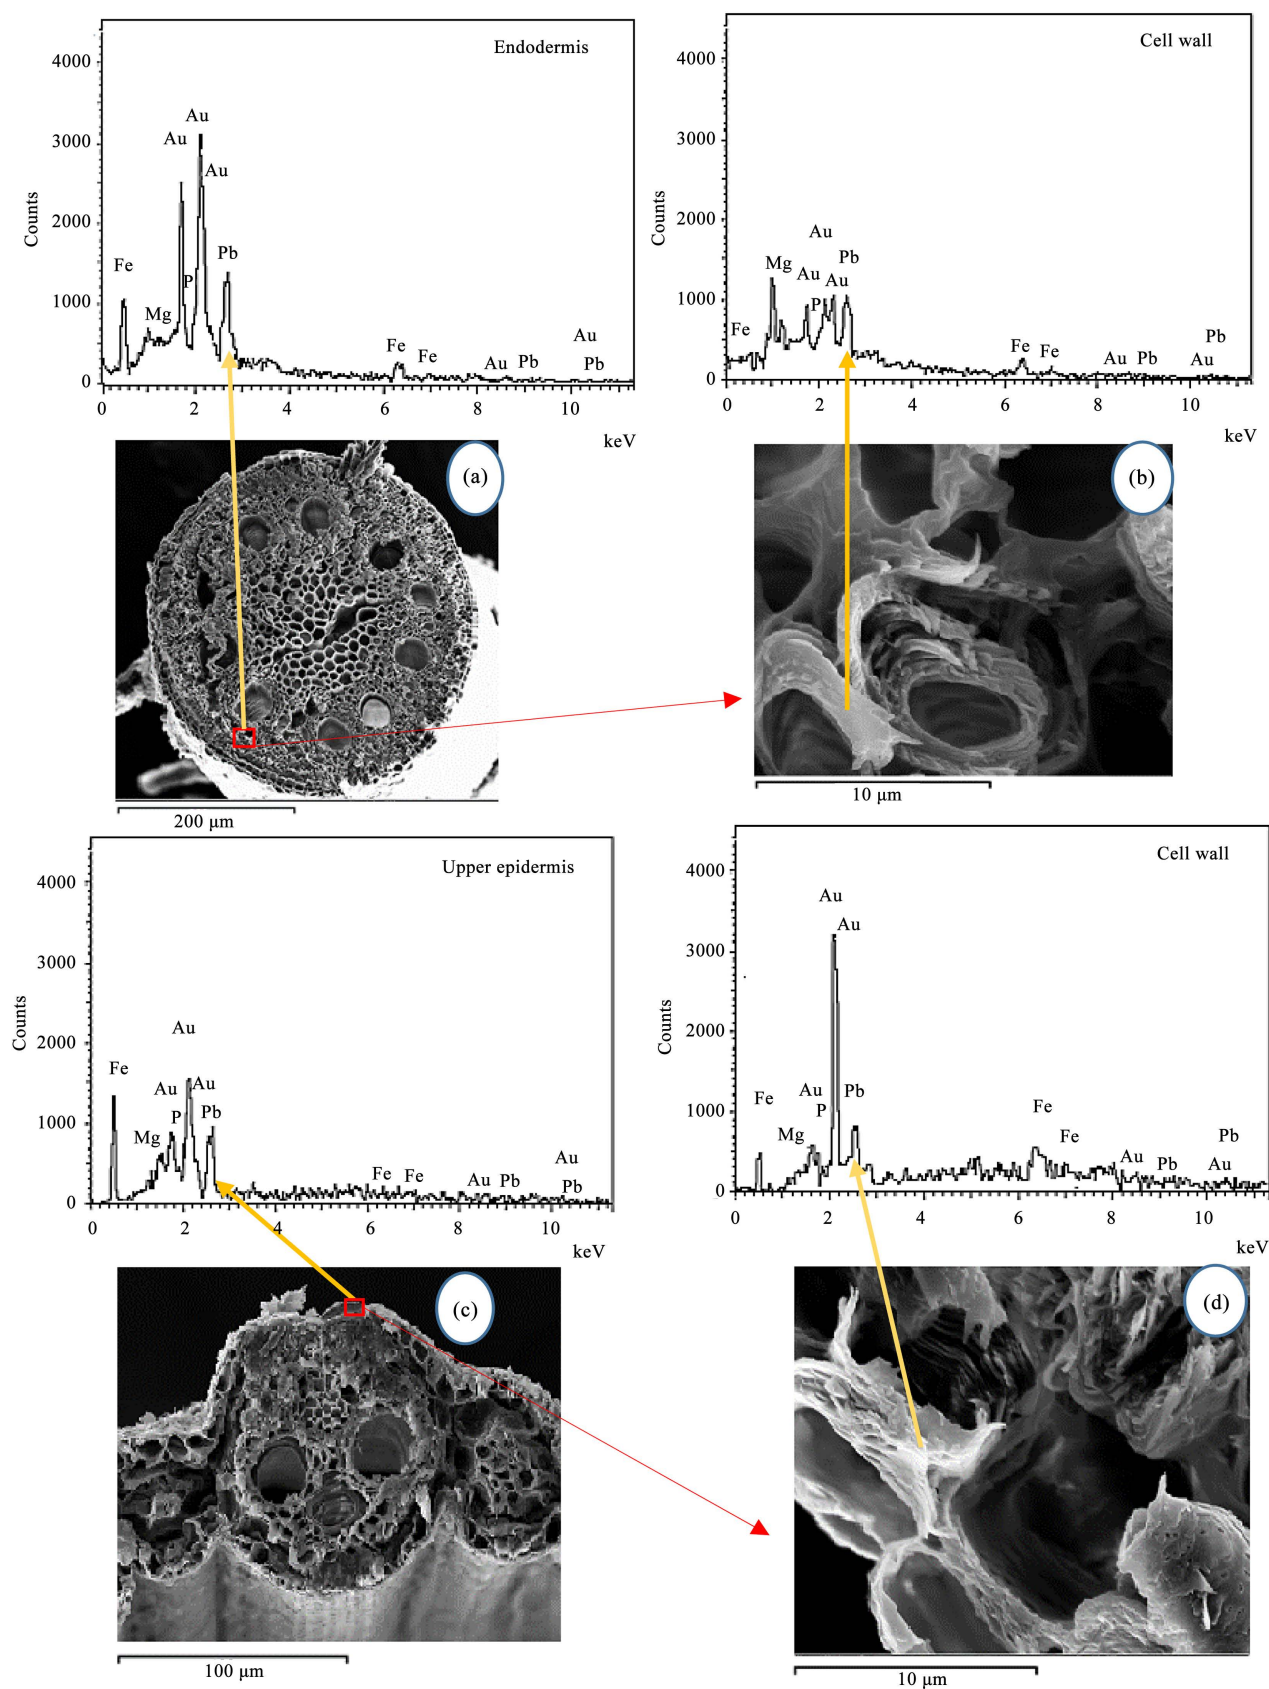 Endodermis
4000
3000
2000
1000
0
Counts
Fe
Mg
Au
P
Au
Au
Pb
Fe
Fe
Au
Pb
Au
Pb
0 2 4 6 8 10
keV
Cell wall
4000
3000
2000
1000
0
Counts
Fe
Mg
Au
P
Au
Au
Pb
Fe
Fe
Au
Pb
Pb
Au
0 2 4 6 8 10
keV
(a)
200 μm
(b)
10 μm
Upper epidermis
4000
3000
2000
1000
0
Counts
Fe
Mg
Au
P
Au
Au
Pb
Fe
Fe
Au
Pb
Au
Pb
0 2 4 6 8 10
keV
Cell wall
4000
3000
2000
1000
0
Counts
Fe
Mg
Au
P
Au
Au
Pb
Fe
Fe
Au
Pb
Pb
Au
0 2 4 6 8 10
keV
(c)
100 μm
(d)
10 μm